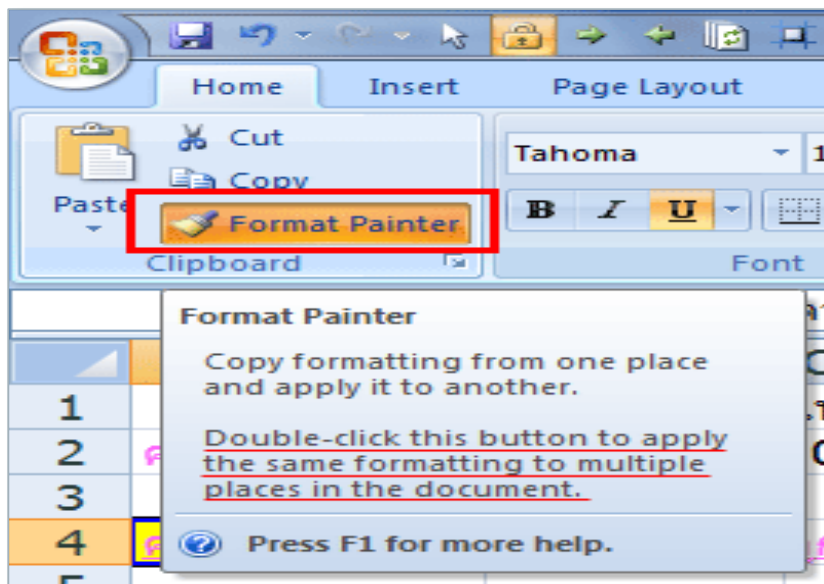 Home Insert Page Layout
Cut
Tahoma
Copy
Paste
Format Painter
B I U
Clipboard Font
Format Painter
Copy formatting from one place
and apply it to another.
1
Double-click this button to apply
2
the same formatting to multiple
places in the document.
3
4
Press F1 for more help.